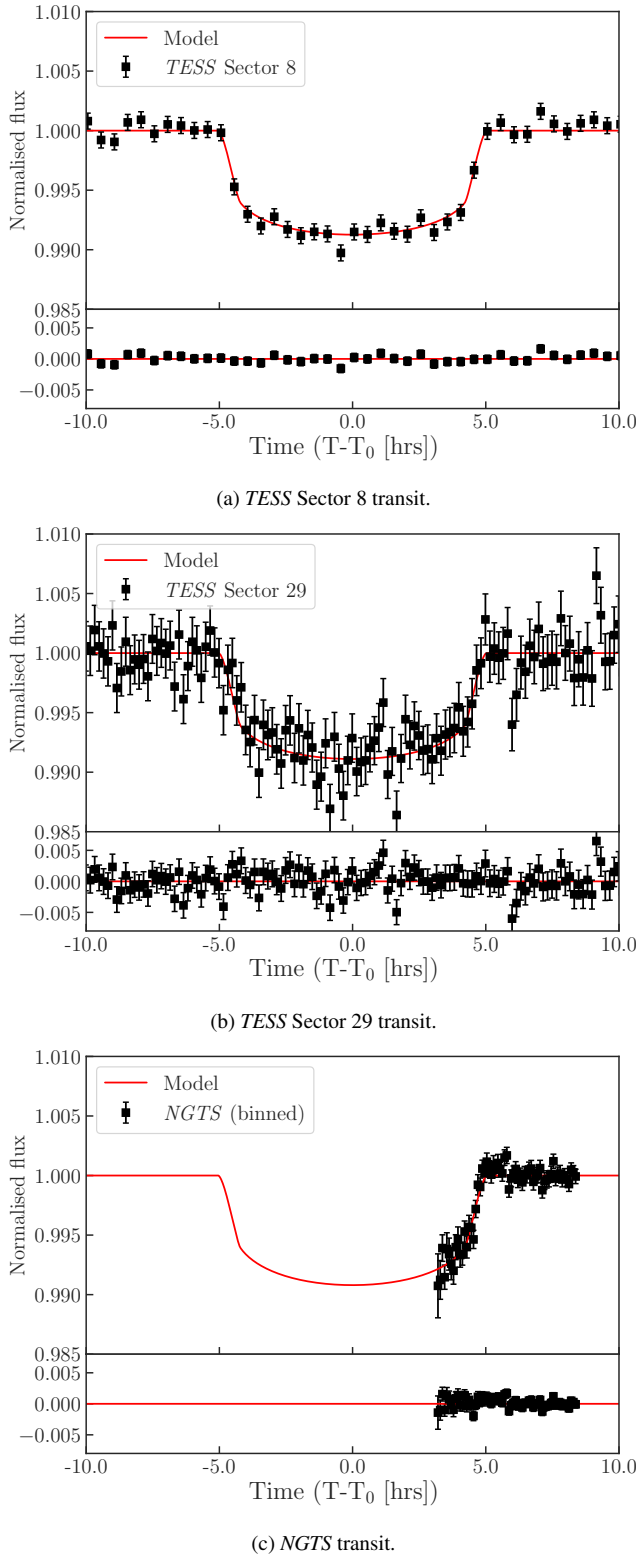 1.010
Model
TESS Sector 8
1.005
1.000
0.995
0.990
0.985
Normalised flux
0.005
0.000
−0.005
-10.0 -5.0 0.0 5.0 10.0
Time (T-T0 [hrs])
(a) TESS Sector 8 transit.
1.010
Model
TESS Sector 29
1.005
1.000
0.995
0.990
0.985
Normalised flux
0.005
0.000
−0.005
-10.0 -5.0 0.0 5.0 10.0
Time (T-T0 [hrs])
(b) TESS Sector 29 transit.
1.010
Model
NGTS (binned)
1.005
1.000
0.995
0.990
0.985
Normalised flux
0.005
0.000
−0.005
-10.0 -5.0 0.0 5.0 10.0
Time (T-T0 [hrs])
(c) NGTS transit.